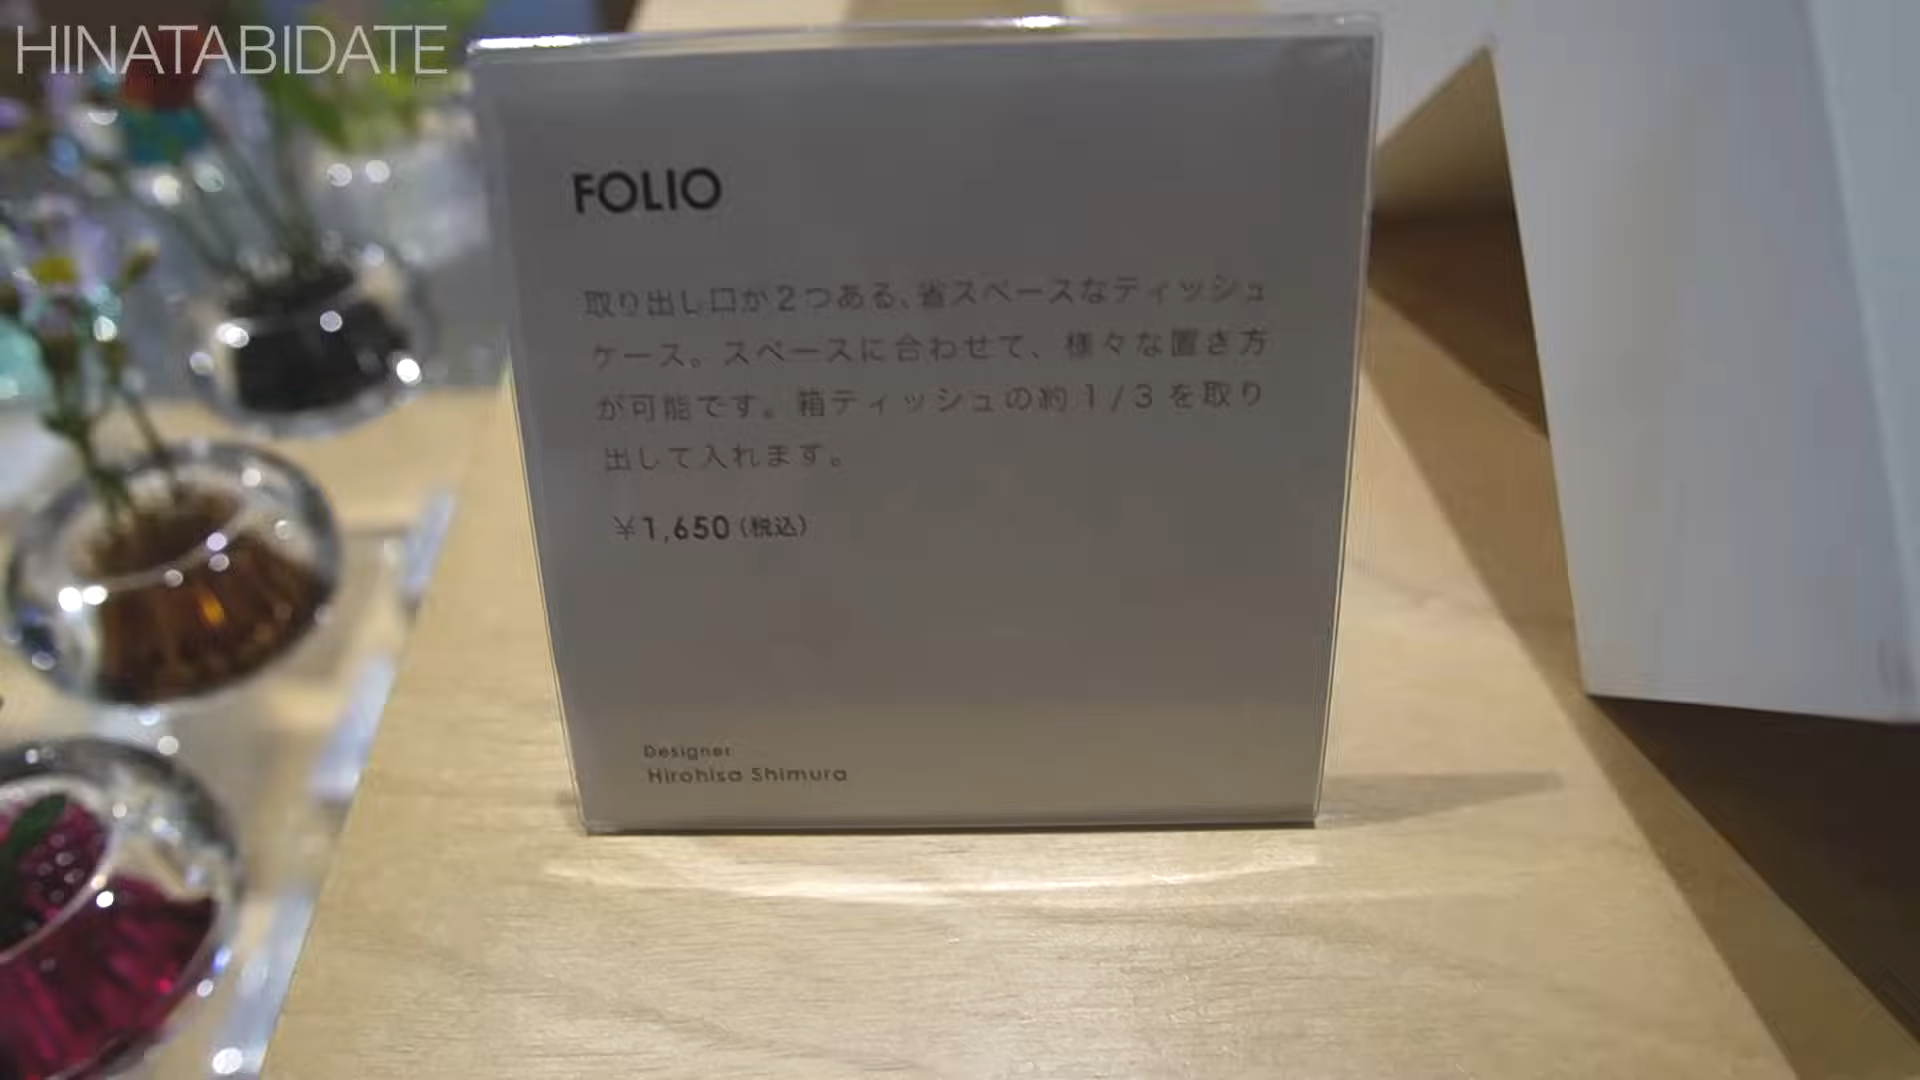 HINATABIDATE
FOLIO
取り出し口が2つある、省スペースなティッシュ
ケース。スペースに合わせて、様々な置き方
が可能です。箱ティッシュの約1/3を取り
出して入れます。
¥1,650(税込)
Designer
Hirohisa Shimura